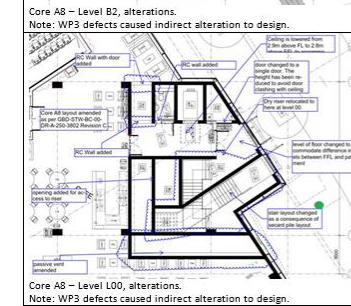 Core A8 – Level B2, alterations.
Note: WP3 defects caused indirect alteration to design.
Ceiling is lowered from
2.9m above FL to 2.8m
RC Wall with door
added
RC wall added
door changed to a
single door. The
height has been re-
duced to avoid door
clashing with ceiling
Dry riser relocated to
here at level 00
Core A8 layout amended
as per GBD-STW-BC-00-
DR-A-250-3802 Revision C
RC Wall added
level of floor changed to
commodate difference in
els between FFL and pa
ment
opening added for ac-
cess to riser
stair layout changed
as a consequence of
secant pile layout
passive vent
amended
Core A8 – Level L00, alterations.
Note: WP3 defects caused indirect alteration to design.